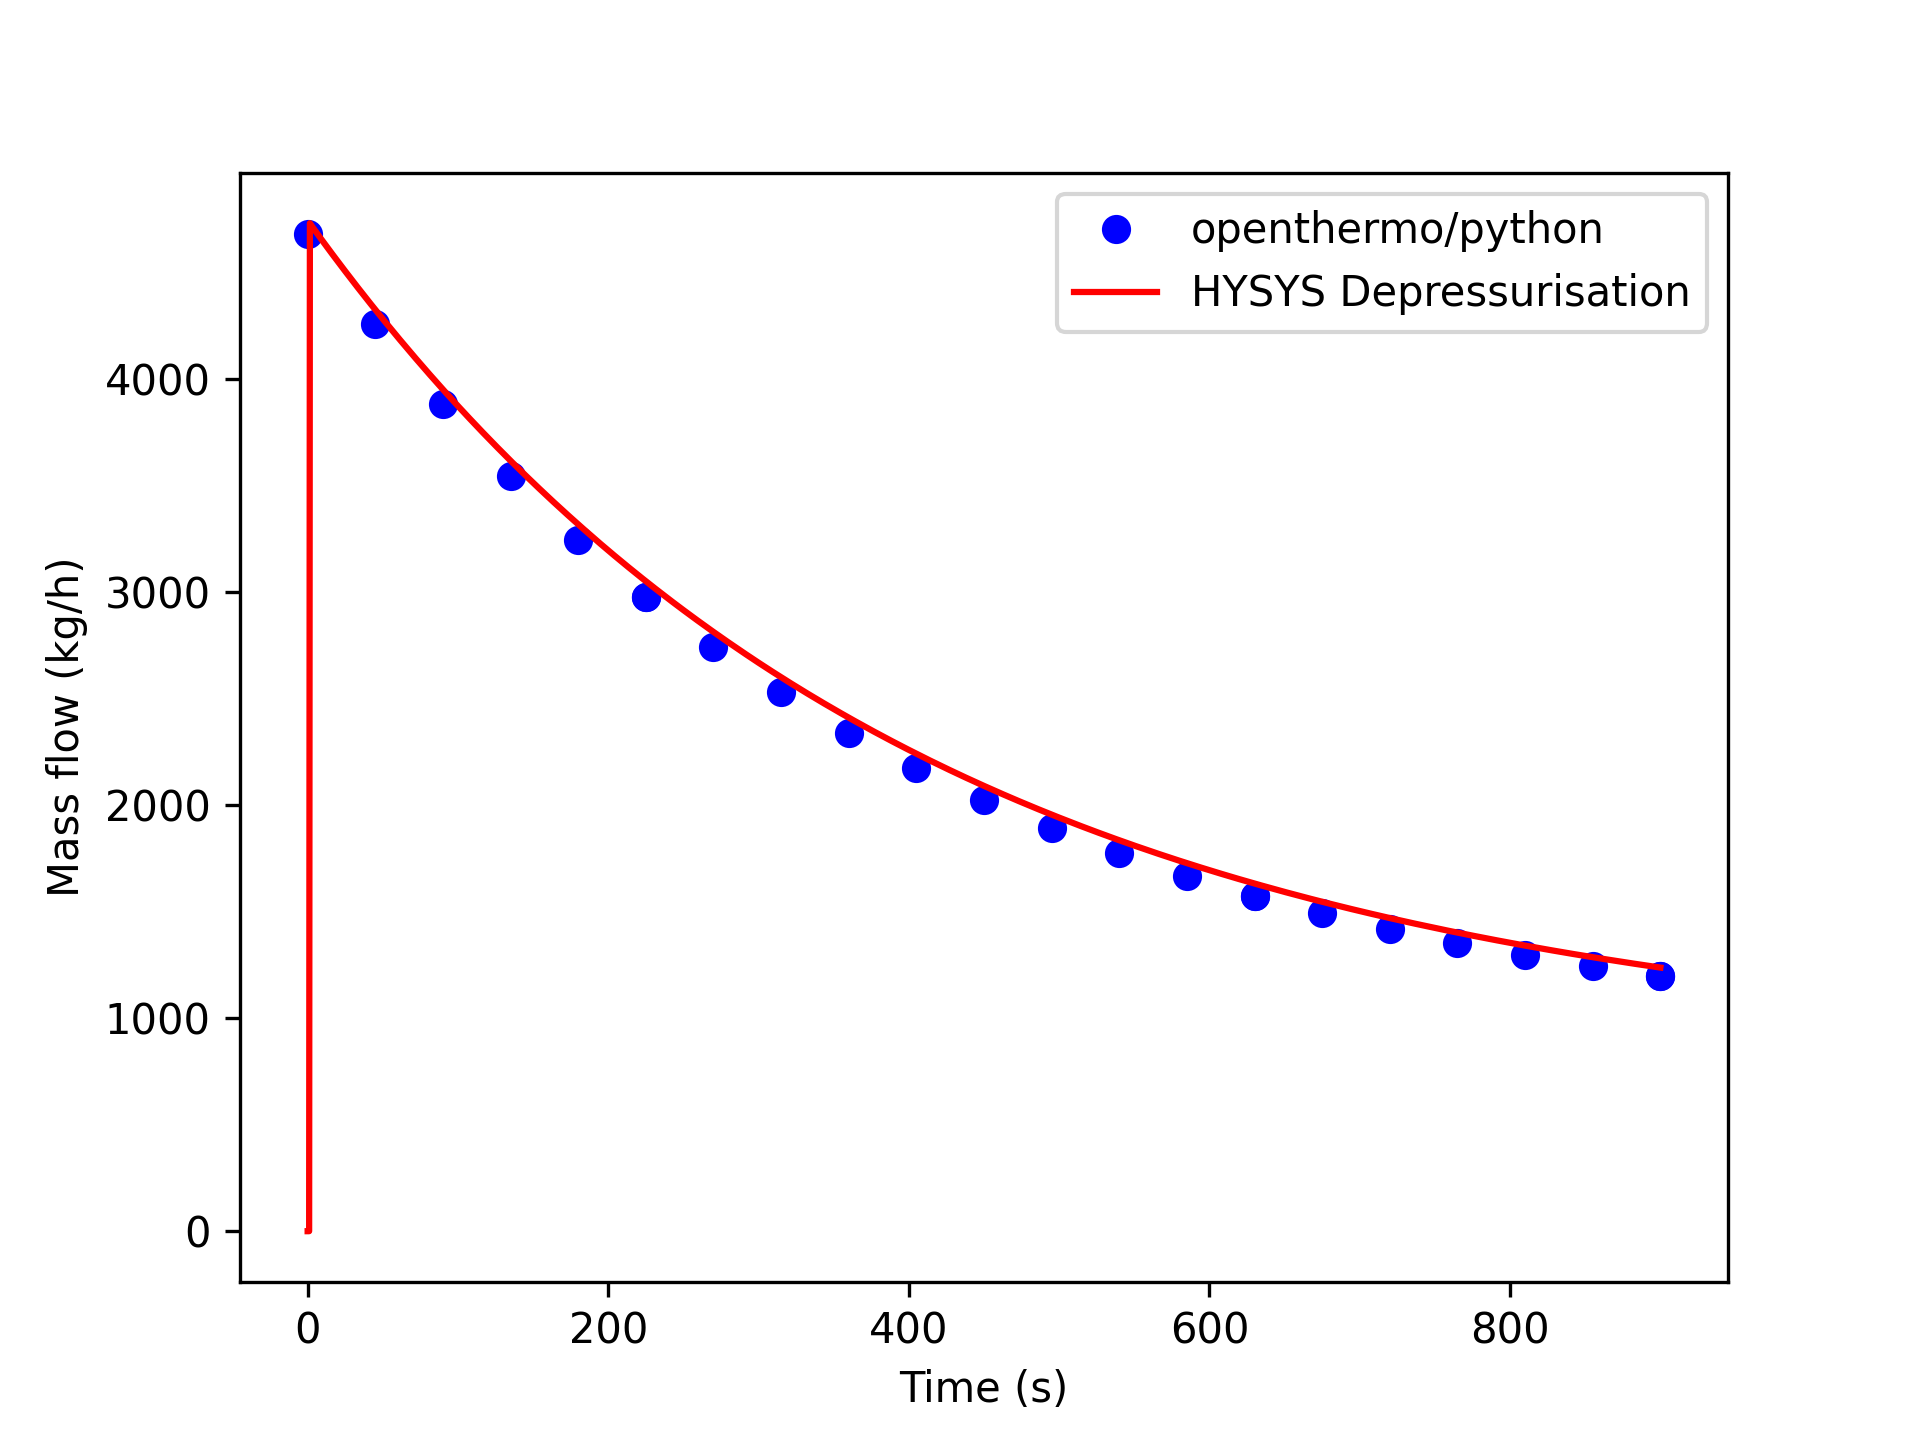 openthermo/python
HYSYS Depressurisation
4000
3000
2000
1000
0
Mass flow (kg/h)
0 200 400 600 800
Time (s)